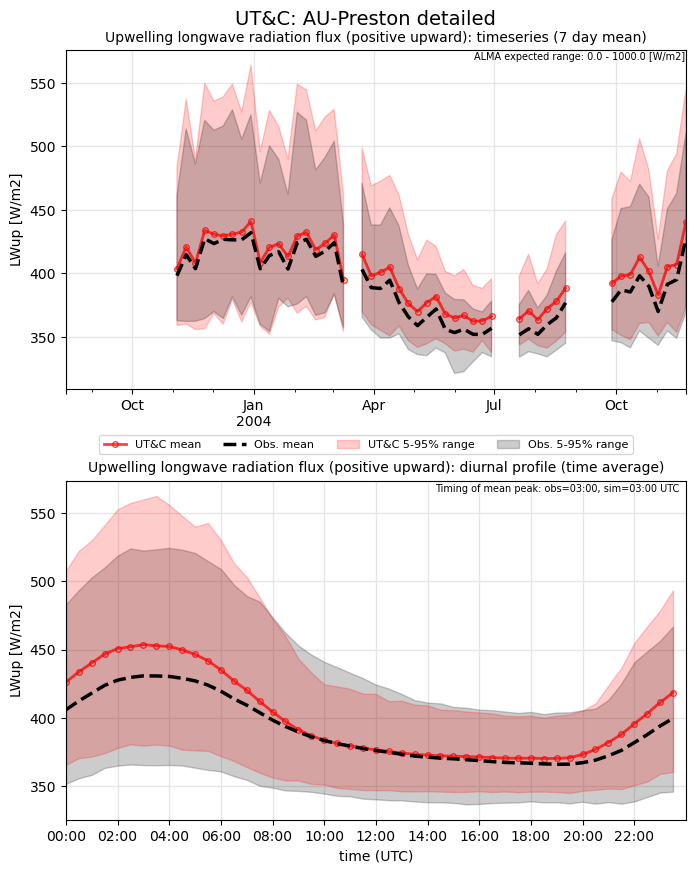 UT&C: AU-Preston detailed
Upwelling longwave radiation flux (positive upward): timeseries (7 day mean)
ALMA expected range: 0.0 - 1000.0 [W/m2]
LWup [W/m2]
550
500
450
400
350
Oct
Jan
2004
Apr
Jul
Oct
UT&C mean
Obs. mean
UT&C 5-95% range
Obs. 5-95% range
Upwelling longwave radiation flux (positive upward): diurnal profile (time average)
Timing of mean peak: obs=03:00, sim=03:00 UTC
LWup [W/m2]
550
500
450
400
350
00:00 02:00 04:00 06:00 08:00 10:00 12:00 14:00 16:00 18:00 20:00 22:00
time (UTC)